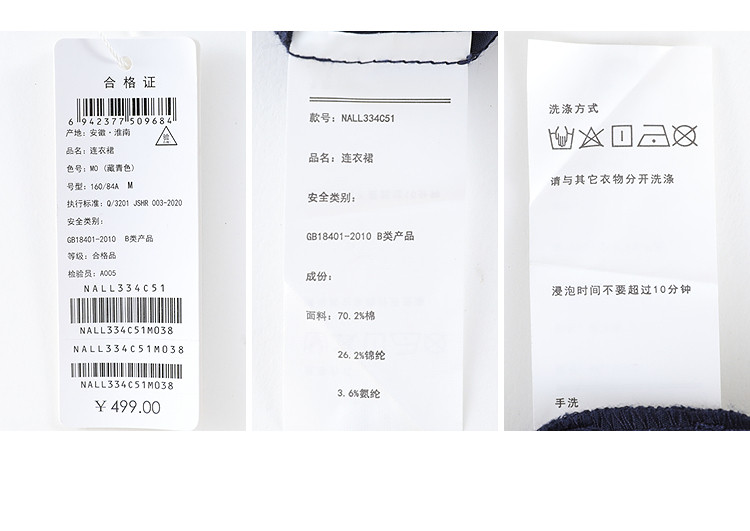 合格证
6 942377 509684
产地: 安徽·淮南
品名: 连衣裙
色号: M0 (藏青色)
号型: 160/84A M
执行标准: Q/3201 JSHR 003-2020
安全类别:
GB18401-2010 B类产品
等级: 合格品
检验员: A005
NALL334C51
NALL334C51M038
NALL334C51M038
NALL334C51M038
¥ 499.00
款号: NALL334C51
品名: 连衣裙
安全类别:
GB18401-2010 B类产品
成份:
面料: 70.2%棉
26.2%锦纶
3.6%氨纶
洗涤方式
请与其它衣物分开洗涤
浸泡时间不要超过10分钟
手洗